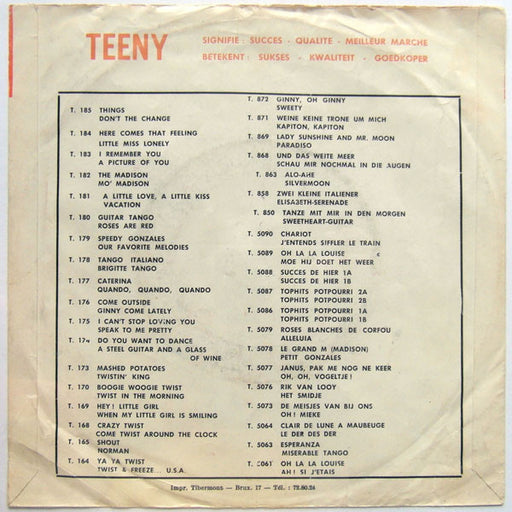 TEENY
SIGNIFIE : SUCCES - QUALITE - MEILLEUR MARCHE
BETEKENT : SUKSES - KWALITEIT - GOEDKOPER
T. 185 THINGS
DON'T THE CHANGE
T. 184 HERE COMES THAT FEELING
LITTLE MISS LONELY
T. 183 I REMEMBER YOU
A PICTURE OF YOU
T. 182 THE MADISON
MO' MADISON
T. 181 A LITTLE LOVE, A LITTLE KISS
VACATION
T. 180 GUITAR TANGO
ROSES ARE RED
T. 179 SPEEDY GONZALES
OUR FAVORITE MELODIES
T. 178 TANGO ITALIANO
BRIGITTE TANGO
T. 177 CATERINA
QUANDO, QUANDO, QUANDO
T. 176 COME OUTSIDE
GINNY COME LATELY
T. 175 I CAN'T STOP LOVING YOU
SPEAK TO ME PRETTY
T. 174 DO YOU WANT TO DANCE
A STEEL GUITAR AND A GLASS
OF WINE
T. 173 MASHED POTATOES
TWISTIN' KING
T. 170 BOOGIE WOOGIE TWIST
TWIST IN THE MORNING
T. 169 HEY! LITTLE GIRL
WHEN MY LITTLE GIRL IS SMILING
T. 168 CRAZY TWIST
COME TWIST AROUND THE CLOCK
T. 165 SHOUT
NORMAN
T. 164 YA YA TWIST
TWIST & FREEZE... U.S.A.
T. 872 GINNY, OH GINNY
SWEETY
T. 871 WEINE KEINE TRONE UM MICH
KAPITON, KAPITON
T. 869 LADY SUNSHINE AND MR. MOON
PARADISO
T. 868 UND DAS WEITE MEER
SCHAU MIR NOCHMAL IN DIE AUGEN
T. 863 ALO-AHE
SILVERMOON
T. 858 ZWEI KLEINE ITALIENER
ELISABETH-SERENADE
T. 850 TANZE MIT MIR IN DEN MORGEN
SWEETHEART-GUITAR
T. 5090 CHARIOT
J'ENTENDS SIFFLER LE TRAIN
T. 5089 OH LA LA LOUISE
MOE HIJ DOET HET WEER
T. 5088 SUCCES DE HIER 1A
SUCCES DE HIER 1B
T. 5087 TOPHITS POTPOURRI 2A
TOPHITS POTPOURRI 2B
T. 5086 TOPHITS POTPOURRI 1A
TOPHITS POTPOURRI 1B
T. 5079 ROSES BLANCHES DE CORFOU
ALLELUIA
T. 5078 LE GRAND M (MADISON)
PETIT GONZALES
T. 5077 JANUS, PAK ME NOG NE KEER
OH, OH, VOGELTJE!
T. 5076 RIK VAN LOOY
HET SMIDJE
T. 5073 DE MEISJES VAN BIJ ONS
OH! MIEKE
T. 5064 CLAIR DE LUNE A MAUBEUGE
LE DER DES DER
T. 5063 ESPERANZA
MISERABLE TANGO
T. 5061 OH LA LA LOUISE
AH! SI J'ETAIS
Impr. Tibermons — Brux. 17 — Tél. : 72.80.24